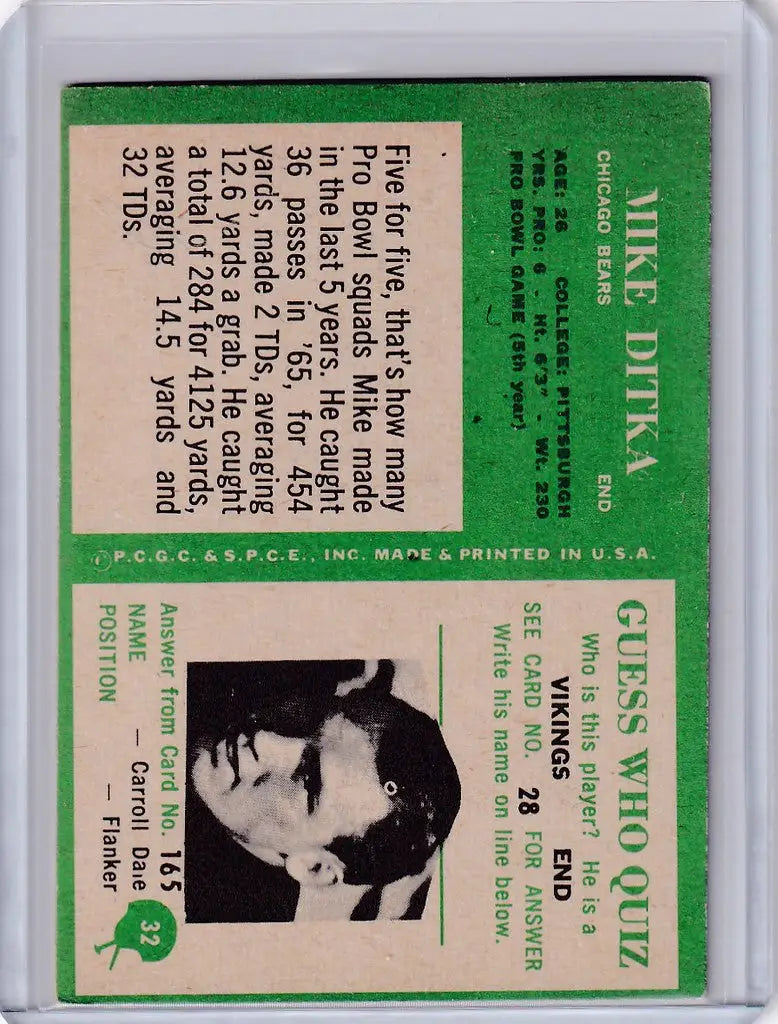 MIKE DITKA
CHICAGO BEARS END
AGE: 26 COLLEGE: PITTSBURGH
YRS. PRO: 6 - Ht. 6'3" - Wt. 230
PRO BOWL GAME (5th year)
Five for five, that's how many
Pro Bowl squads Mike made
in the last 5 years. He caught
36 passes in '65, for 454
yards, made 2 TDs, averaging
12.6 yards a grab. He caught
a total of 284 for 4125 yards,
averaging 14.5 yards and
32 TDs.
© P.C.G.C. & S.P.C.E., INC. MADE & PRINTED IN U.S.A.
GUESS WHO QUIZ
Who is this player? He is a
VIKINGS END
SEE CARD NO. 28 FOR ANSWER
Write his name on line below.
Answer from Card No. 165
NAME — Carroll Dale
POSITION — Flanker
32